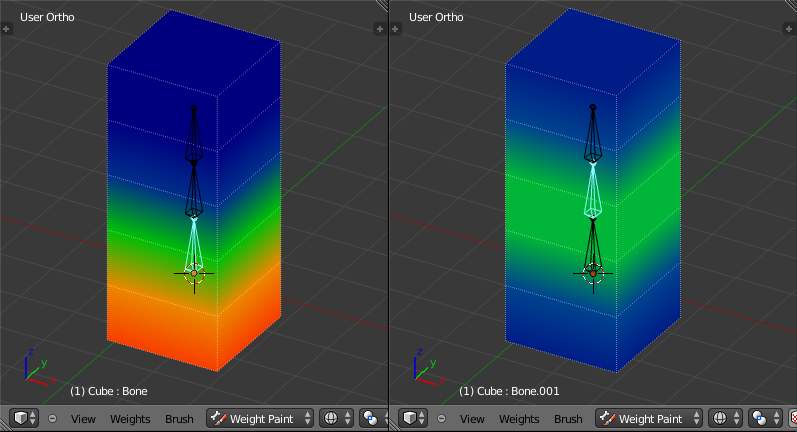 User Ortho
z
y
x
(1) Cube : Bone
View Weights Brush Weight Paint
User Ortho
z
y
x
(1) Cube : Bone.001
View Weights Brush Weight Paint